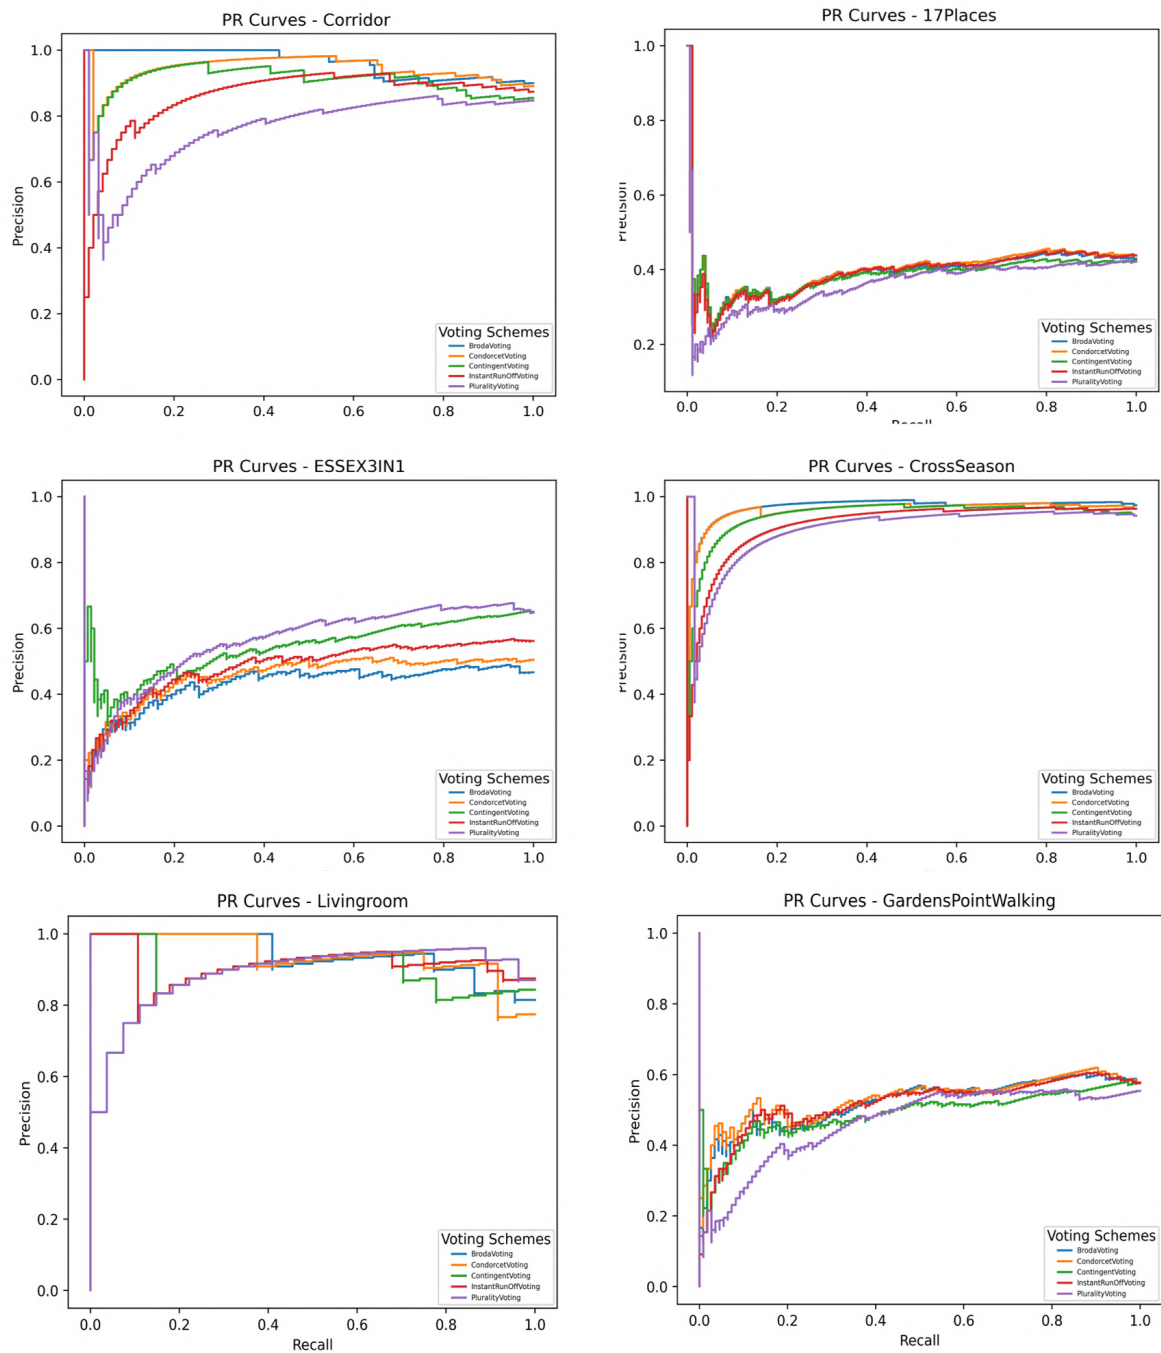 PR Curves - Corridor
1.0
0.8
0.6
0.4
0.2
0.0
Precision
0.0 0.2 0.4 0.6 0.8 1.0
Voting Schemes
BrodaVoting
CondorcetVoting
ContingentVoting
InstantRunOffVoting
PluralityVoting
PR Curves - 17Places
1.0
0.8
0.6
0.4
0.2
Precision
0.0 0.2 0.4 0.6 0.8 1.0
Recall
Voting Schemes
BrodaVoting
CondorcetVoting
ContingentVoting
InstantRunOffVoting
PluralityVoting
PR Curves - ESSEX3IN1
1.0
0.8
0.6
0.4
0.2
0.0
Precision
0.0 0.2 0.4 0.6 0.8 1.0
Voting Schemes
BrodaVoting
CondorcetVoting
ContingentVoting
InstantRunOffVoting
PluralityVoting
PR Curves - CrossSeason
1.0
0.8
0.6
0.4
0.2
0.0
Precision
0.0 0.2 0.4 0.6 0.8 1.0
Voting Schemes
BrodaVoting
CondorcetVoting
ContingentVoting
InstantRunOffVoting
PluralityVoting
PR Curves - Livingroom
1.0
0.8
0.6
0.4
0.2
0.0
Precision
0.0 0.2 0.4 0.6 0.8 1.0
Recall
Voting Schemes
BrodaVoting
CondorcetVoting
ContingentVoting
InstantRunOffVoting
PluralityVoting
PR Curves - GardensPointWalking
1.0
0.8
0.6
0.4
0.2
0.0
Precision
0.0 0.2 0.4 0.6 0.8 1.0
Recall
Voting Schemes
BrodaVoting
CondorcetVoting
ContingentVoting
InstantRunOffVoting
PluralityVoting